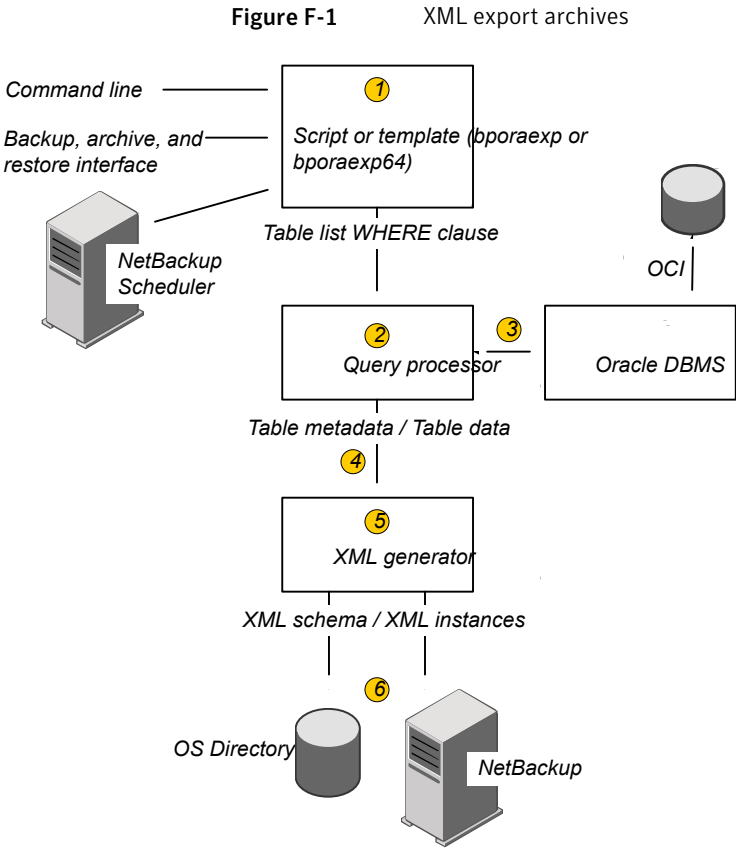 Figure F-1 XML export archives
Command line
1
Backup, archive, and
restore interface
Script or template (bporaexp or
bporaexp64)
NetBackup
Scheduler
Table list WHERE clause
OCI
2
Query processor
3
Oracle DBMS
Table metadata / Table data
4
5
XML generator
XML schema / XML instances
6
OS Directory
NetBackup